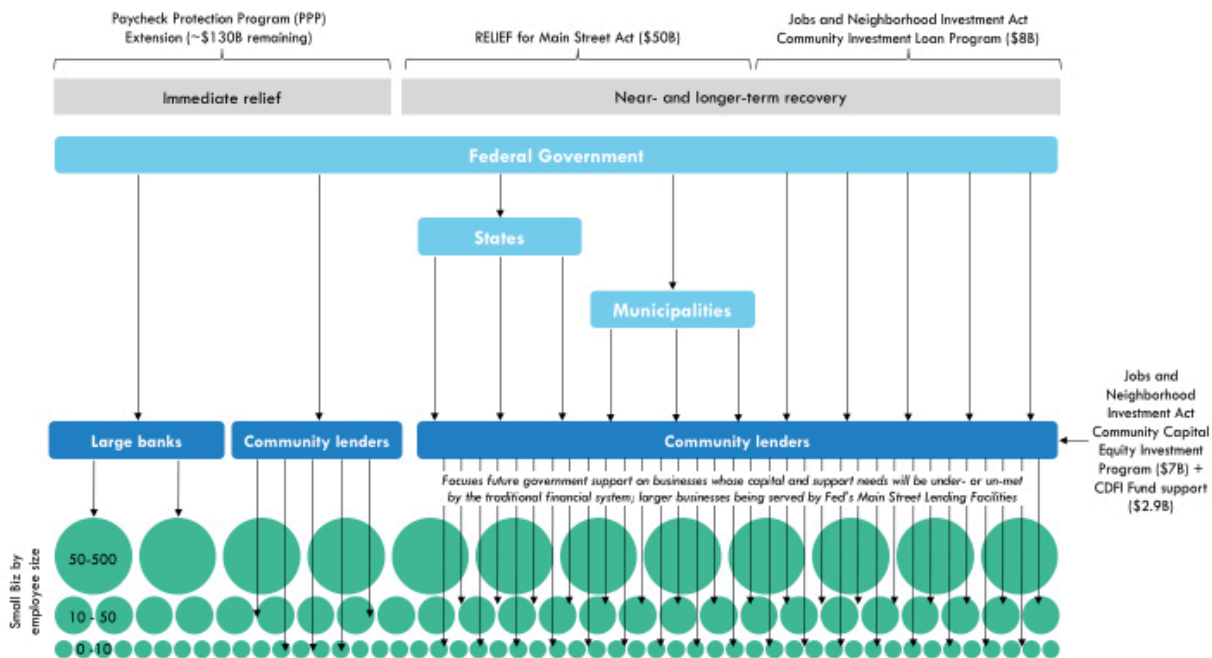 Paycheck Protection Program (PPP)
Extension (~$130B remaining)
RELIEF for Main Street Act ($50B)
Jobs and Neighborhood Investment Act
Community Investment Loan Program ($8B)
Immediate relief
Near- and longer-term recovery
Federal Government
States
Municipalities
Large banks
Community lenders
Community lenders
Jobs and
Neighborhood
Investment Act
Community Capital
Equity Investment
Program ($7B) +
CDFI Fund support
($2.9B)
Focuses future government support on businesses whose capital and support needs will be under- or un-met
by the traditional financial system; larger businesses being served by Fed's Main Street Lending Facilities
Small Biz by
employee size
50-500
10 - 50
0 -10